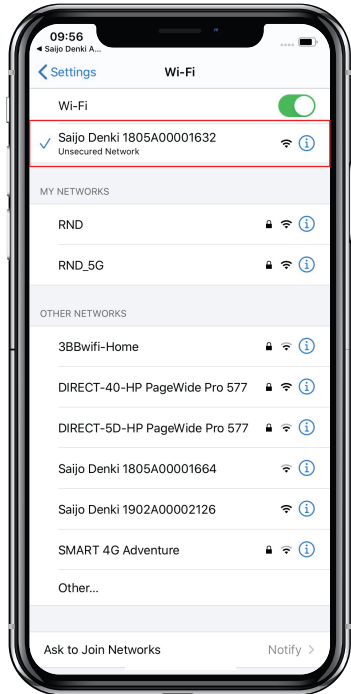 09:56
Saijo Denki A...
Settings
Wi-Fi
Wi-Fi
Saijo Denki 1805A00001632
Unsecured Network
MY NETWORKS
RND
RND_5G
OTHER NETWORKS
3BBwifi-Home
DIRECT-40-HP PageWide Pro 577
DIRECT-5D-HP PageWide Pro 577
Saijo Denki 1805A00001664
Saijo Denki 1902A00002126
SMART 4G Adventure
Other...
Ask to Join Networks Notify